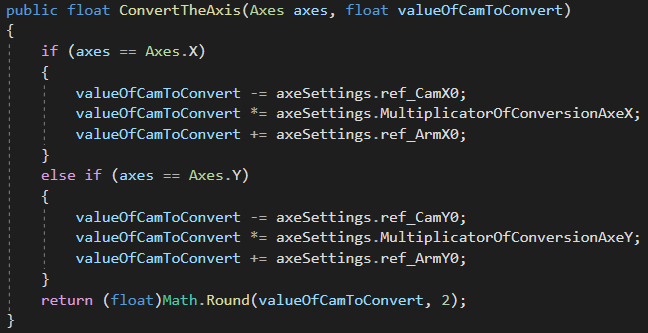 public float ConvertTheAxis(Axes axes, float valueOfCamToConvert)
{
if (axes == Axes.X)
{
valueOfCamToConvert -= axeSettings.ref_CamX0;
valueOfCamToConvert *= axeSettings.MultiplicatorOfConversionAxeX;
valueOfCamToConvert += axeSettings.ref_ArmX0;
}
else if (axes == Axes.Y)
{
valueOfCamToConvert -= axeSettings.ref_CamY0;
valueOfCamToConvert *= axeSettings.MultiplicatorOfConversionAxeY;
valueOfCamToConvert += axeSettings.ref_ArmY0;
}
return (float)Math.Round(valueOfCamToConvert, 2);
}